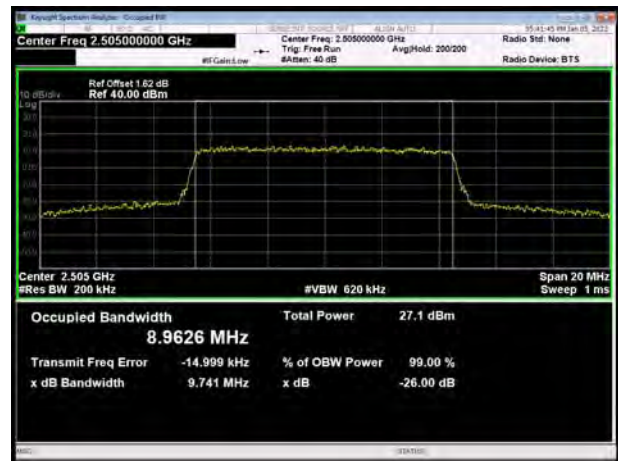 Keysight Spectrum Analyzer - Occupied BW
Center Freq 2.505000000 GHz
Center Freq: 2.505000000 GHz
Radio Std: None
Trig: Free Run
Avg|Hold: 200/200
#IFGain:Low
#Atten: 40 dB
Radio Device: BTS
Ref Offset 1.62 dB
10 dB/div
Ref 40.00 dBm
Log
Center 2.505 GHz
Span 20 MHz
#Res BW 200 kHz
#VBW 620 kHz
Sweep 1 ms
Occupied Bandwidth
Total Power
27.1 dBm
8.9626 MHz
Transmit Freq Error
-14.999 kHz
% of OBW Power
99.00 %
x dB Bandwidth
9.741 MHz
x dB
-26.00 dB
MSG
STATUS